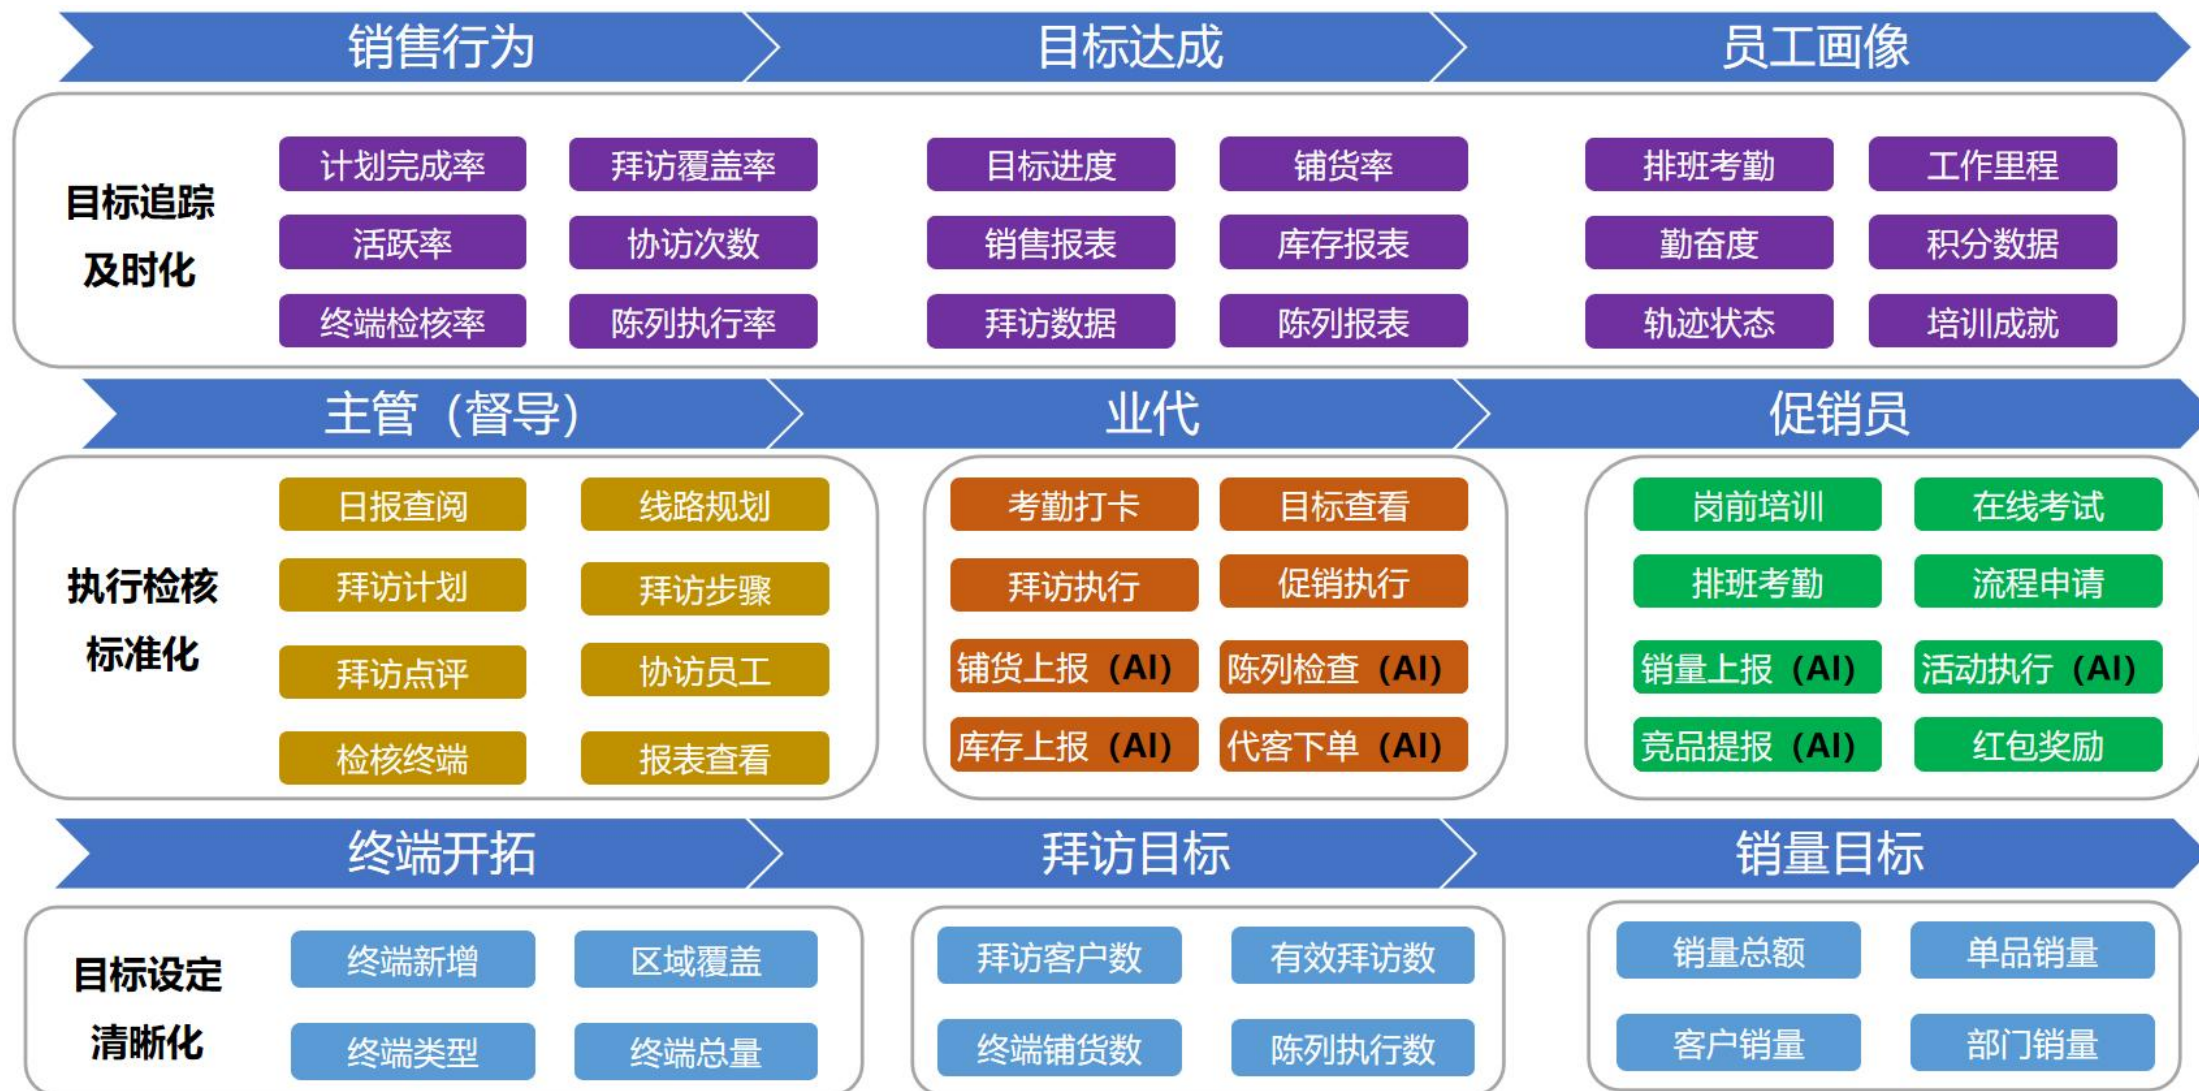 销售行为
目标达成
员工画像
目标追踪
及时化
计划完成率
拜访覆盖率
目标进度
铺货率
排班考勤
工作里程
活跃率
协访次数
销售报表
库存报表
勤奋度
积分数据
终端检核率
陈列执行率
拜访数据
陈列报表
轨迹状态
培训成就
主管（督导）
业代
促销员
执行检核
标准化
日报查阅
线路规划
考勤打卡
目标查看
岗前培训
在线考试
拜访计划
拜访步骤
拜访执行
促销执行
排班考勤
流程申请
拜访点评
协访员工
铺货上报（AI）
陈列检查（AI）
销量上报（AI）
活动执行（AI）
检核终端
报表查看
库存上报（AI）
代客下单（AI）
竞品提报（AI）
红包奖励
终端开拓
拜访目标
销量目标
目标设定
清晰化
终端新增
区域覆盖
拜访客户数
有效拜访数
销量总额
单品销量
终端类型
终端总量
终端铺货数
陈列执行数
客户销量
部门销量